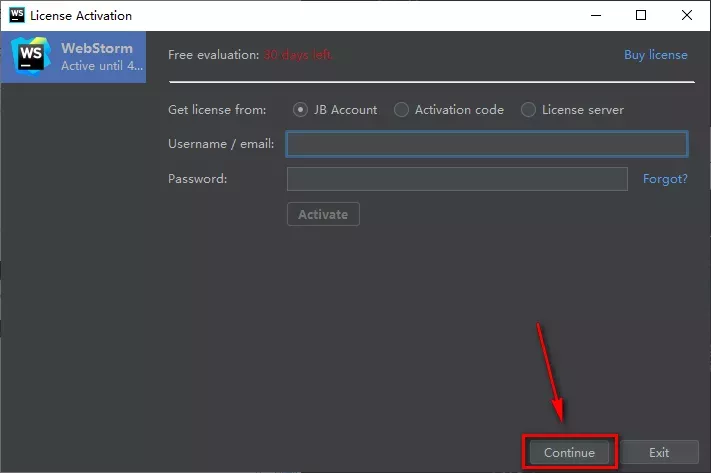 License Activation
WS WebStorm
Active until 4...
Free evaluation: 30 days left
Buy license
Get license from: JB Account Activation code License server
Username / email:
Password: Forgot?
Activate
Continue Exit